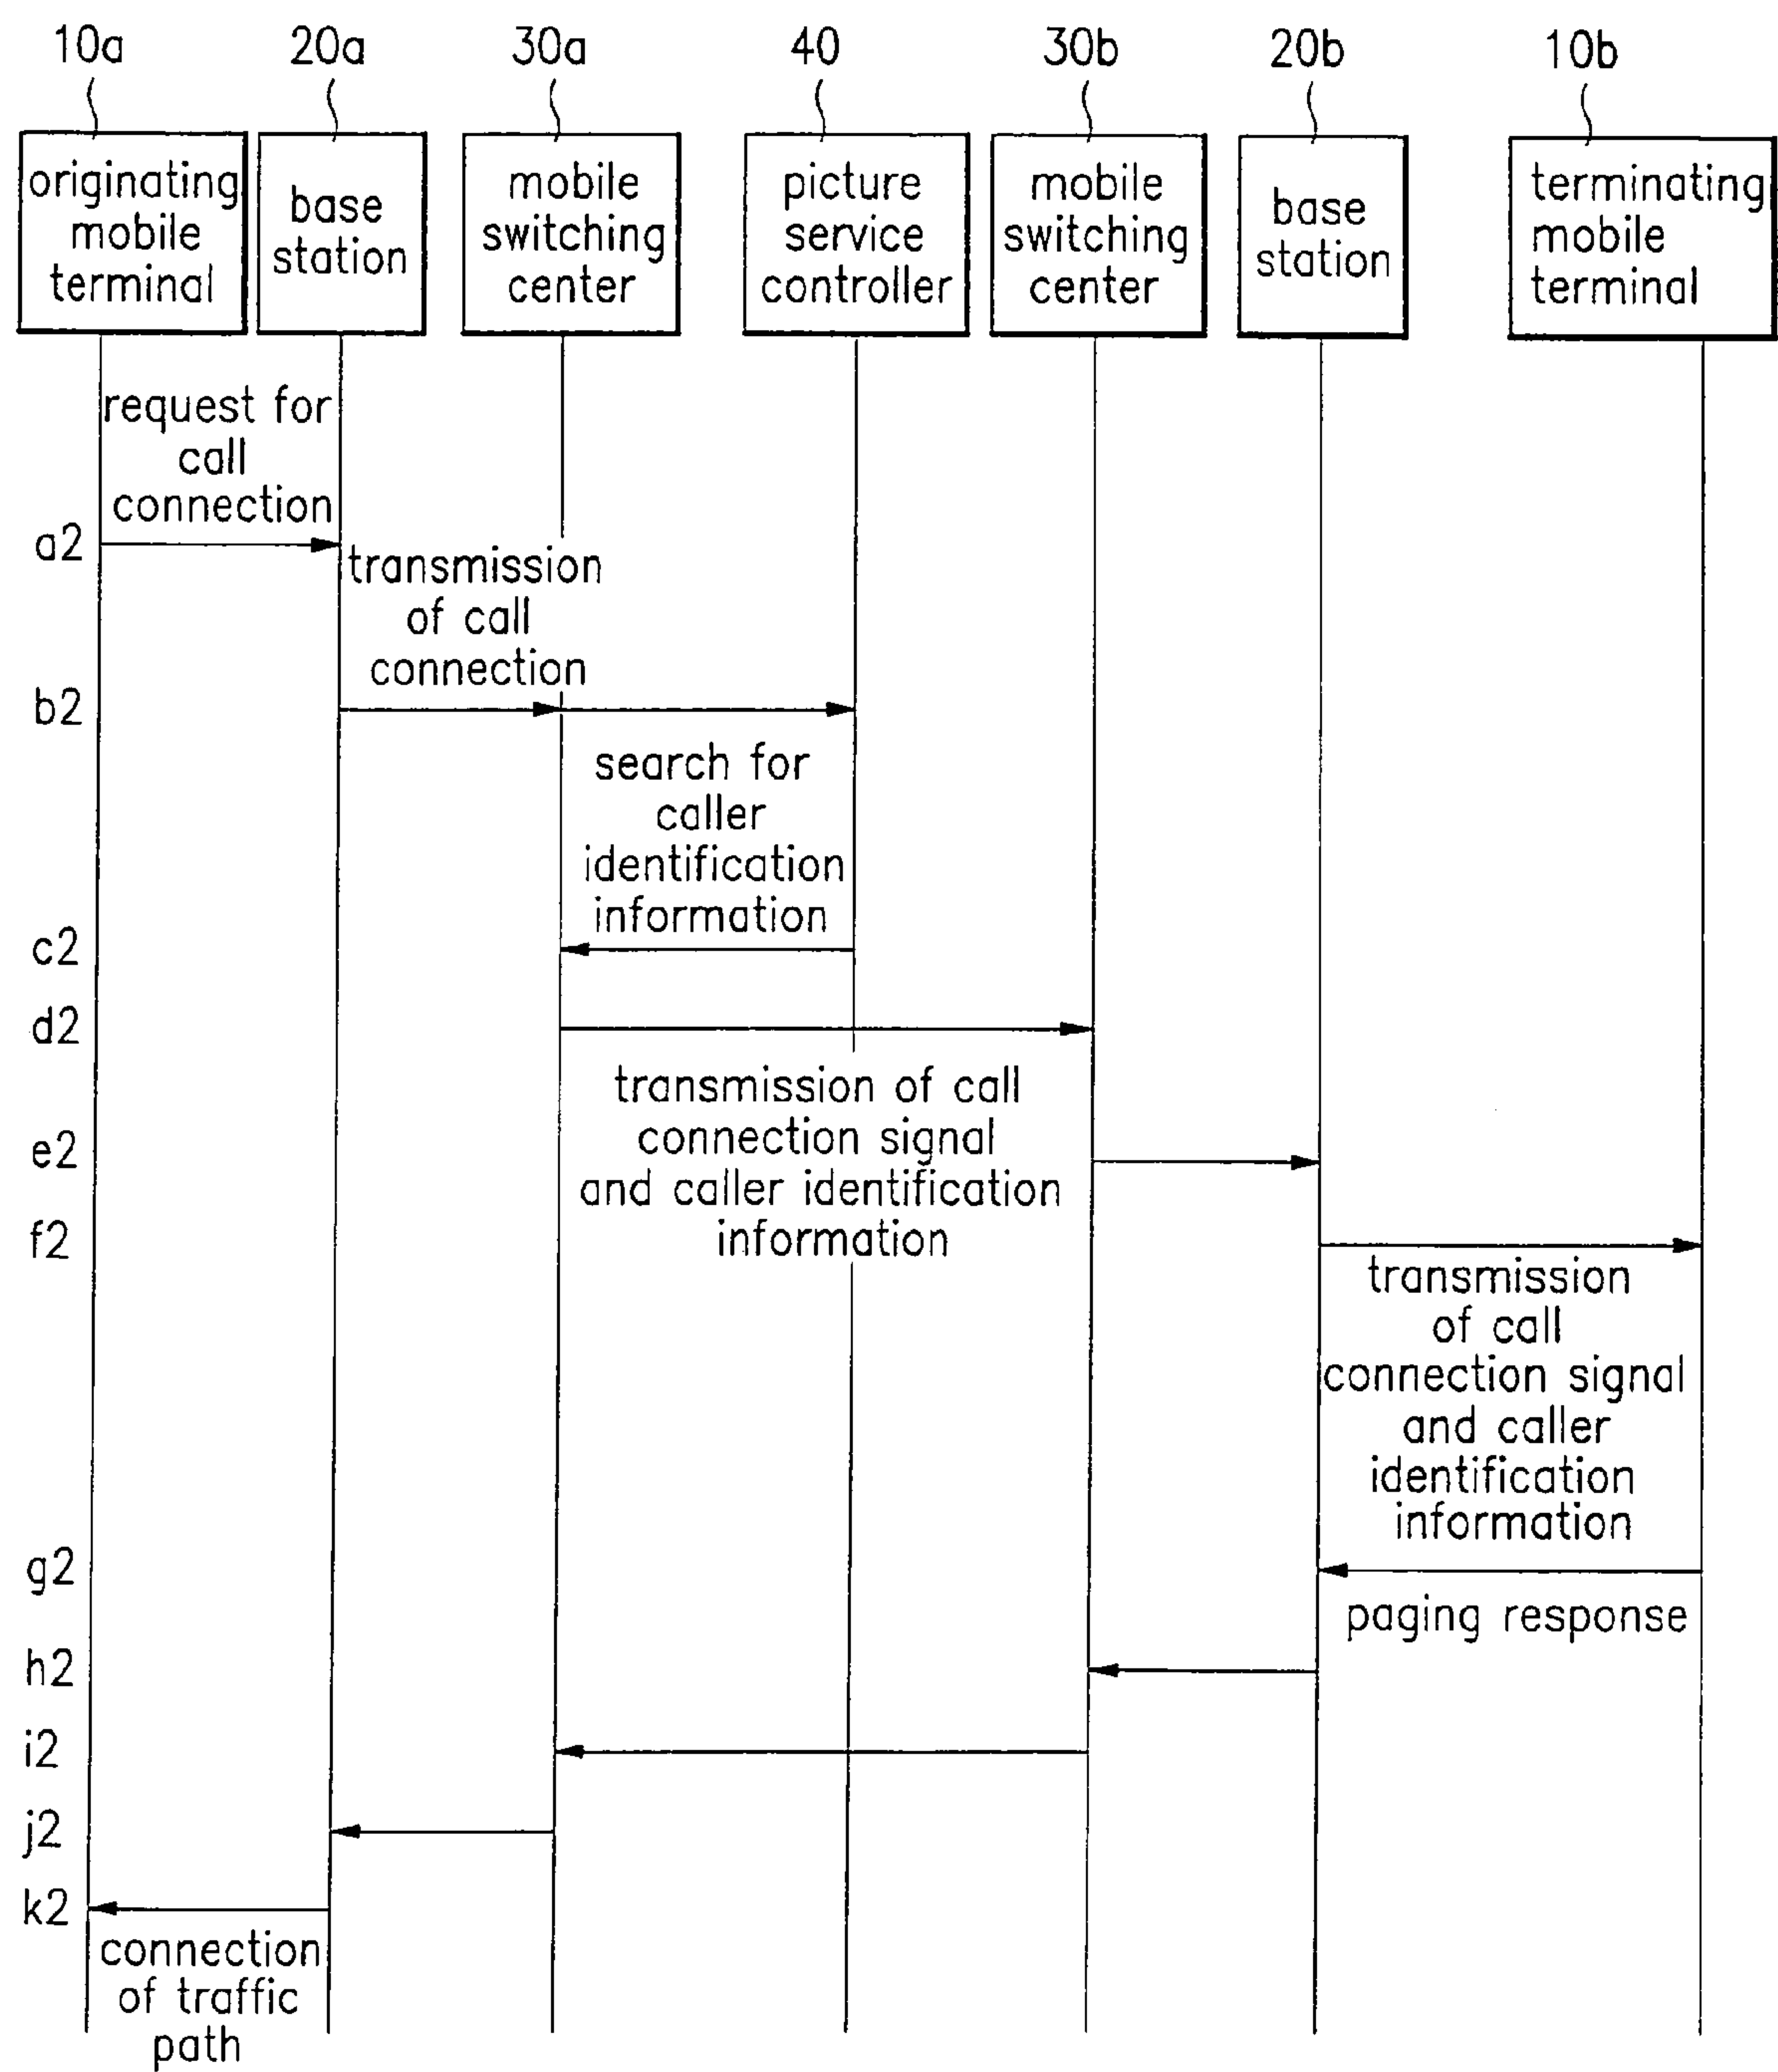 10a 20a 30a 40 30b 20b 10b
originating
mobile
terminal
base
station
mobile
switching
center
picture
service
controller
mobile
switching
center
base
station
terminating
mobile
terminal
request for
call
connection
a2
transmission
of call
connection
b2
search for
caller
identification
information
c2
d2
transmission of call
connection signal
and caller identification
information
e2
f2
transmission
of call
connection signal
and caller
identification
information
g2
paging response
h2
i2
j2
k2
connection
of traffic
path